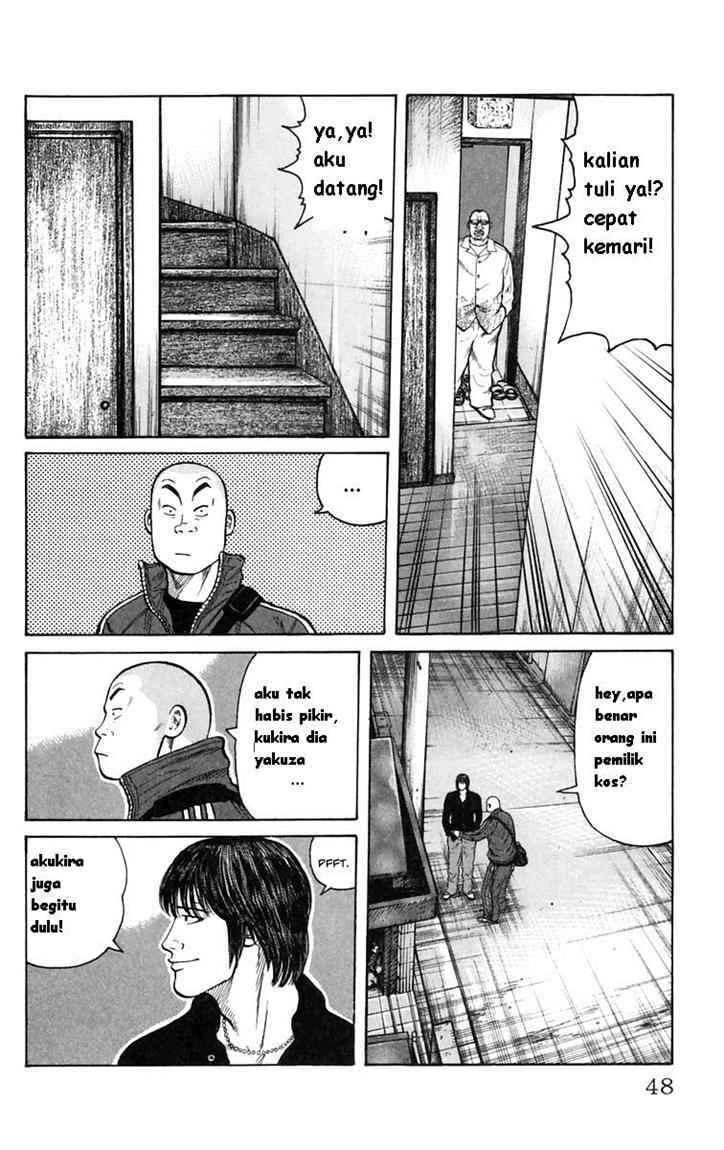 kalian
tuli ya!?
cepat
kemari!
ya,ya!
aku
datang!
...
hey,apa
benar
orang ini
pemilik
kos?
aku tak
habis pikir,
kukira dia
yakuza
...
PFFT.
akukira
juga
begitu
dulu!
48